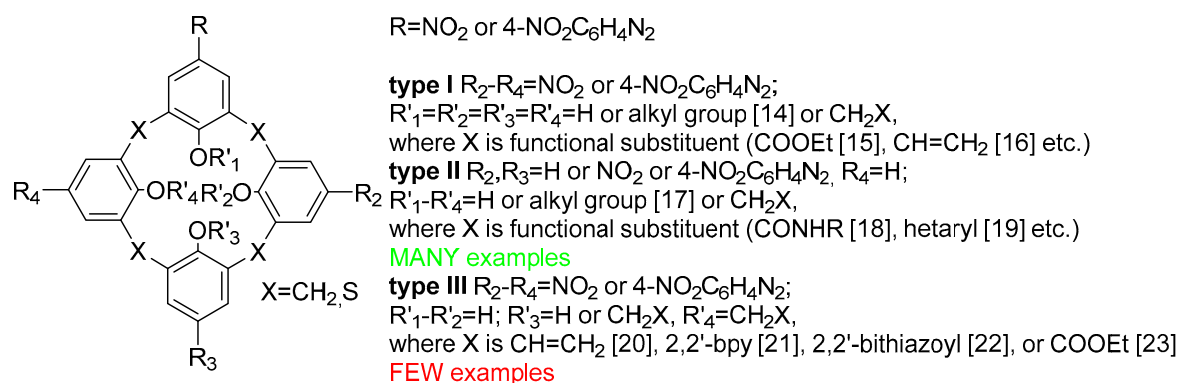 R
X
X
OR'₁
R₄
OR'₄R'₂O
R₂
X
OR'₃
X
X=CH₂,S
R₃
R=NO₂ or 4-NO₂C₆H₄N₂
type I R₂-R₄=NO₂ or 4-NO₂C₆H₄N₂;
R'₁=R'₂=R'₃=R'₄=H or alkyl group [14] or CH₂X,
where X is functional substituent (COOEt [15], CH=CH₂ [16] etc.)
type II R₂,R₃=H or NO₂ or 4-NO₂C₆H₄N₂, R₄=H;
R'₁-R'₄=H or alkyl group [17] or CH₂X,
where X is functional substituent (CONHR [18], hetaryl [19] etc.)
MANY examples
type III R₂-R₄=NO₂ or 4-NO₂C₆H₄N₂;
R'₁-R'₂=H; R'₃=H or CH₂X, R'₄=CH₂X,
where X is CH=CH₂ [20], 2,2'-bpy [21], 2,2'-bithiazoyl [22], or COOEt [23]
FEW examples